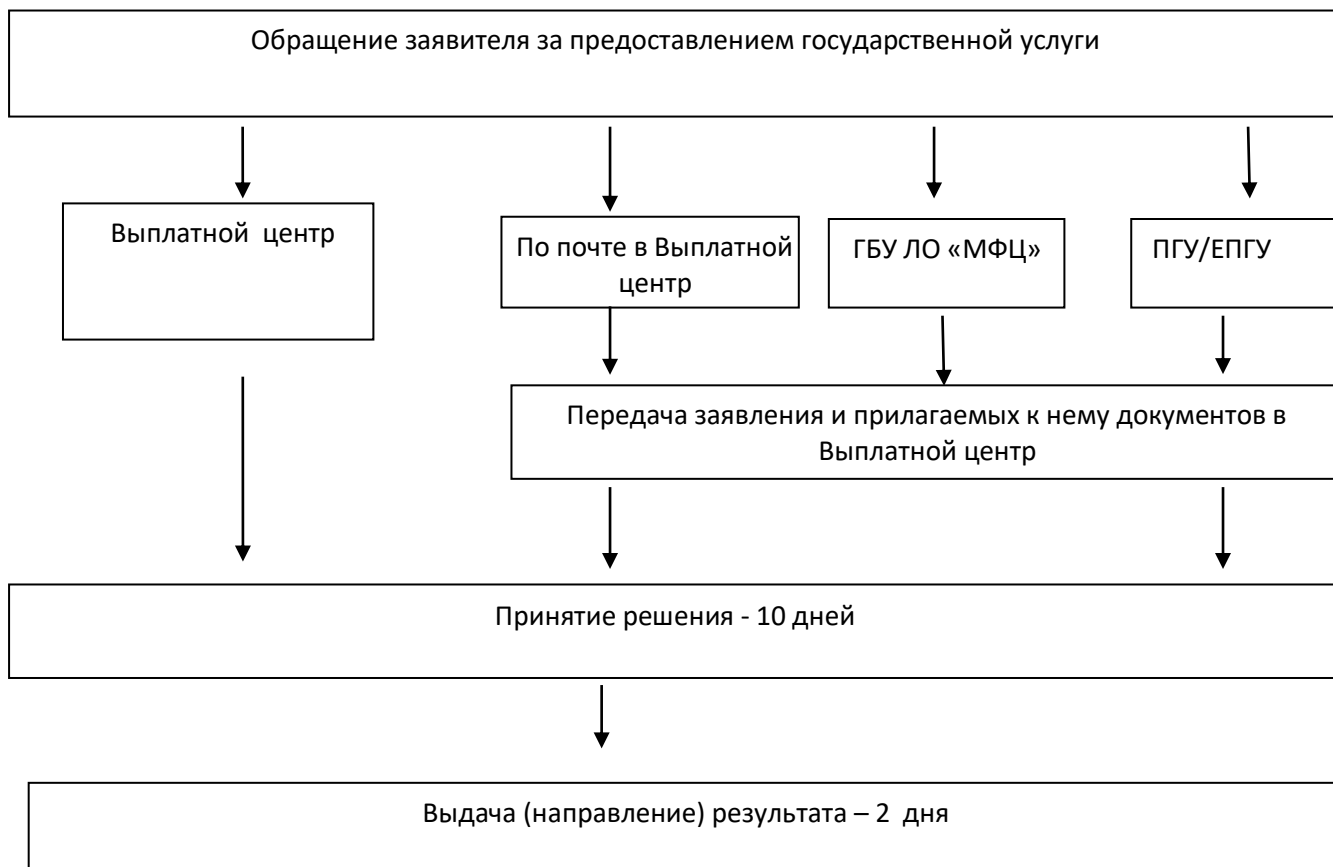 Обращение заявителя за предоставлением государственной услуги
Выплатной центр
По почте в Выплатной
центр
ГБУ ЛО «МФЦ»
ПГУ/ЕПГУ
Передача заявления и прилагаемых к нему документов в
Выплатной центр
Принятие решения - 10 дней
Выдача (направление) результата – 2 дня